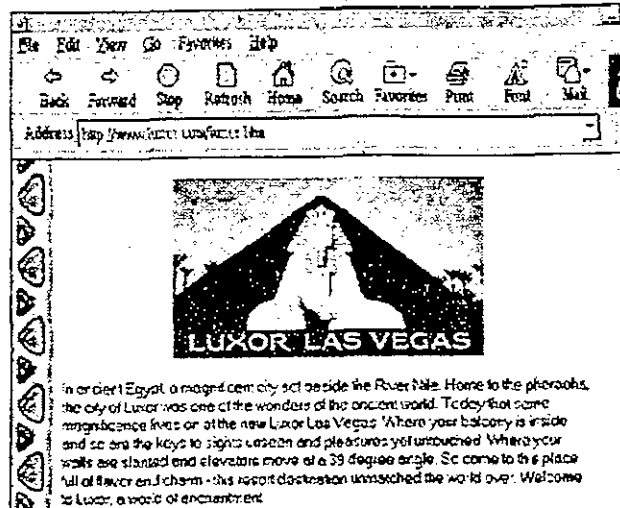 File Edit View Go Favorites Help
Back Forward Stop Refresh Home Search Favorites Print Font Mail
Address
LUXOR, LAS VEGAS
In ancient Egypt, a magnificent city set beside the River Nile. Home to the pharaohs,
the city of Luxor was one of the wonders of the ancient world. Today that same
magnificence lives on at the new Luxor Las Vegas. Where your balcony is inside
and so are the keys to sights unseen and pleasures yet untouched. Where your
walls are slanted and elevators move at a 39 degree angle. So come to this place
full of flavor and charm - this resort destination unmatched the world over. Welcome
to Luxor, a world of enchantment